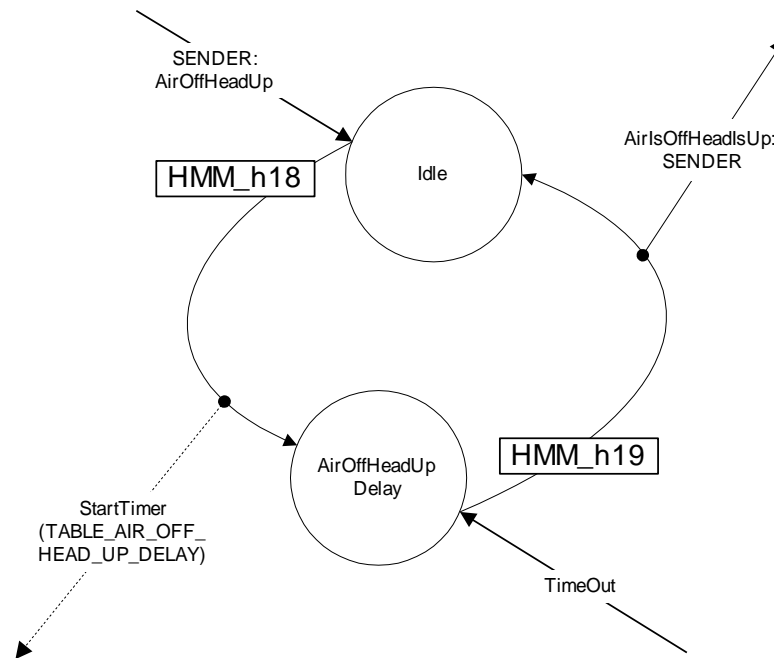 SENDER:
AirOffHeadUp
AirIsOffHeadIsUp:
SENDER
HMM_h18
Idle
AirOffHeadUp
Delay
HMM_h19
StartTimer
(TABLE_AIR_OFF_
HEAD_UP_DELAY)
TimeOut